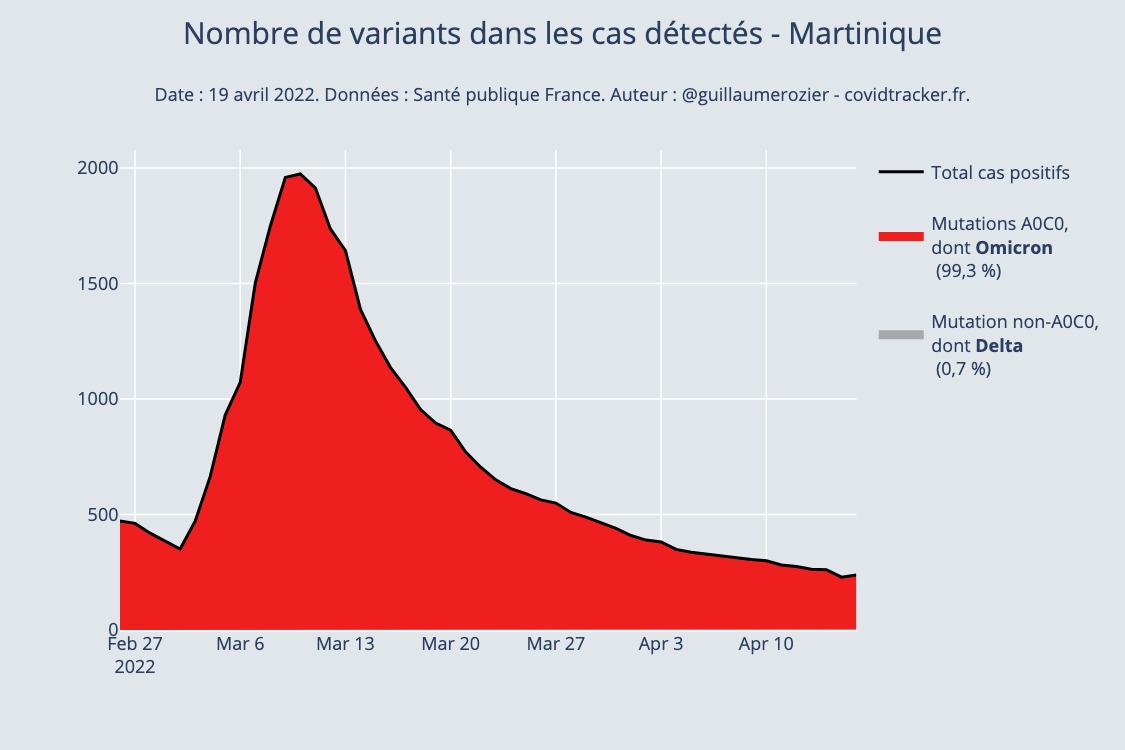 Nombre de variants dans les cas détectés - Martinique
Date : 19 avril 2022. Données : Santé publique France. Auteur : @guillaumerozier - covidtracker.fr.
2000
1500
1000
500
0
Feb 27
2022
Mar 6
Mar 13
Mar 20
Mar 27
Apr 3
Apr 10
Total cas positifs
Mutations A0C0,
dont Omicron
(99,3 %)
Mutation non-A0C0,
dont Delta
(0,7 %)